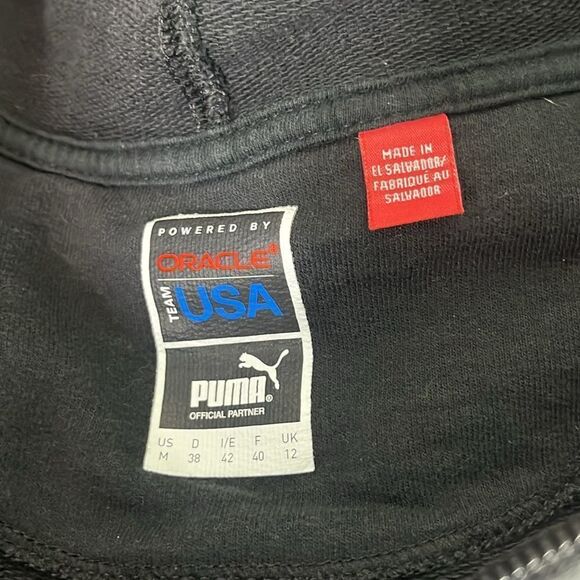 MADE IN
EL SALVADOR/
FABRIQUE AU
SALVADOR
POWERED BY
ORACLE®
TEAM USA
PUMA®
OFFICIAL PARTNER
US D I/E F UK
M 38 42 40 12